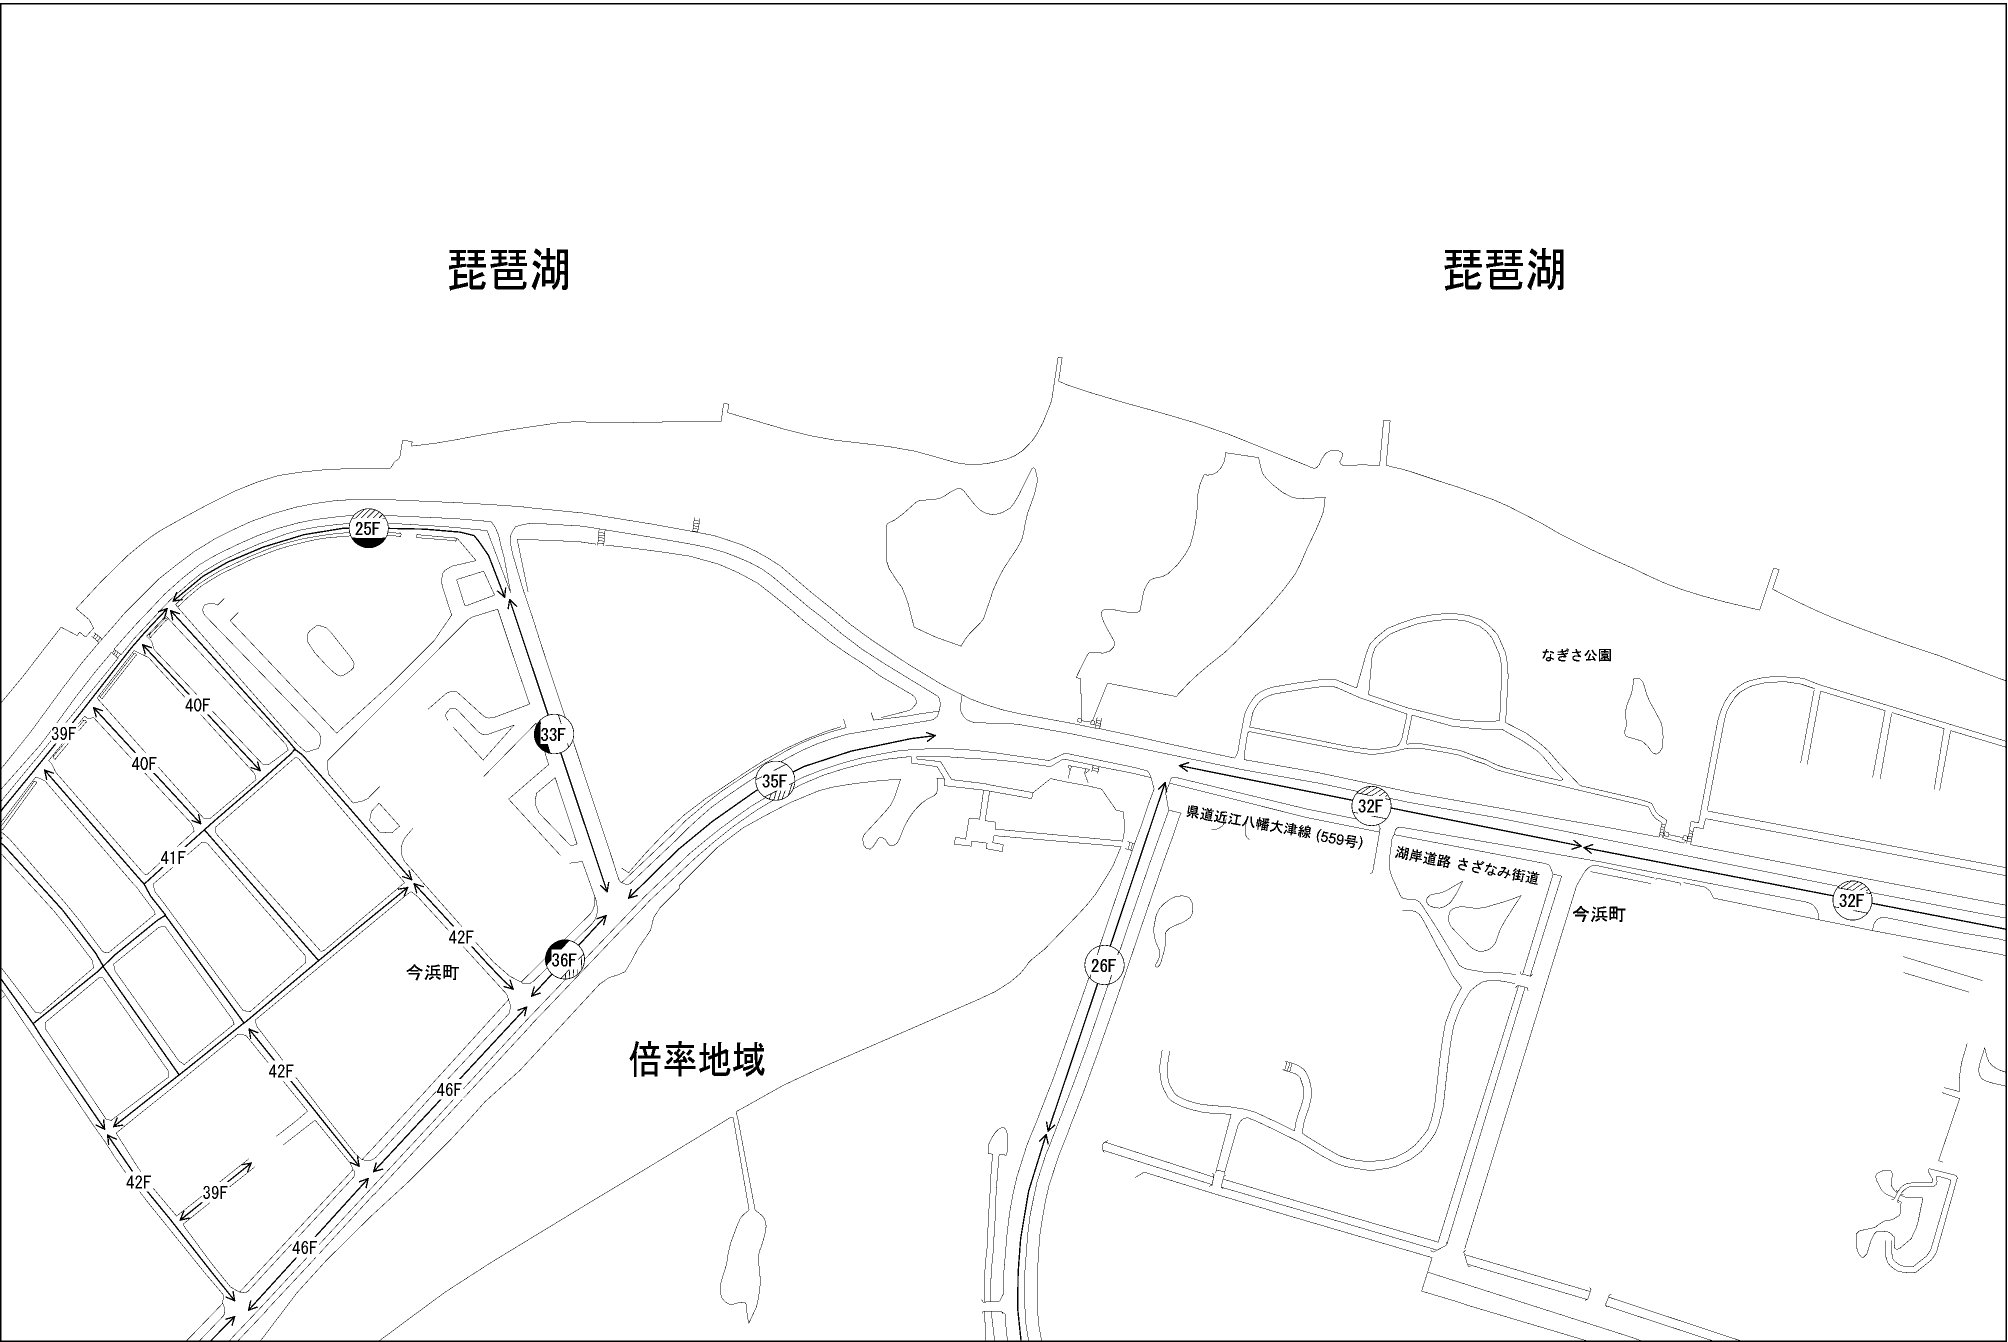 琵琶湖
琵琶湖
25F
なぎさ公園
40F
39F
33F
40F
35F
32F
県道近江八幡大津線 (559号)
41F
湖岸道路 さざなみ街道
32F
今浜町
42F
36F
26F
今浜町
倍率地域
42F
46F
42F
39F
46F